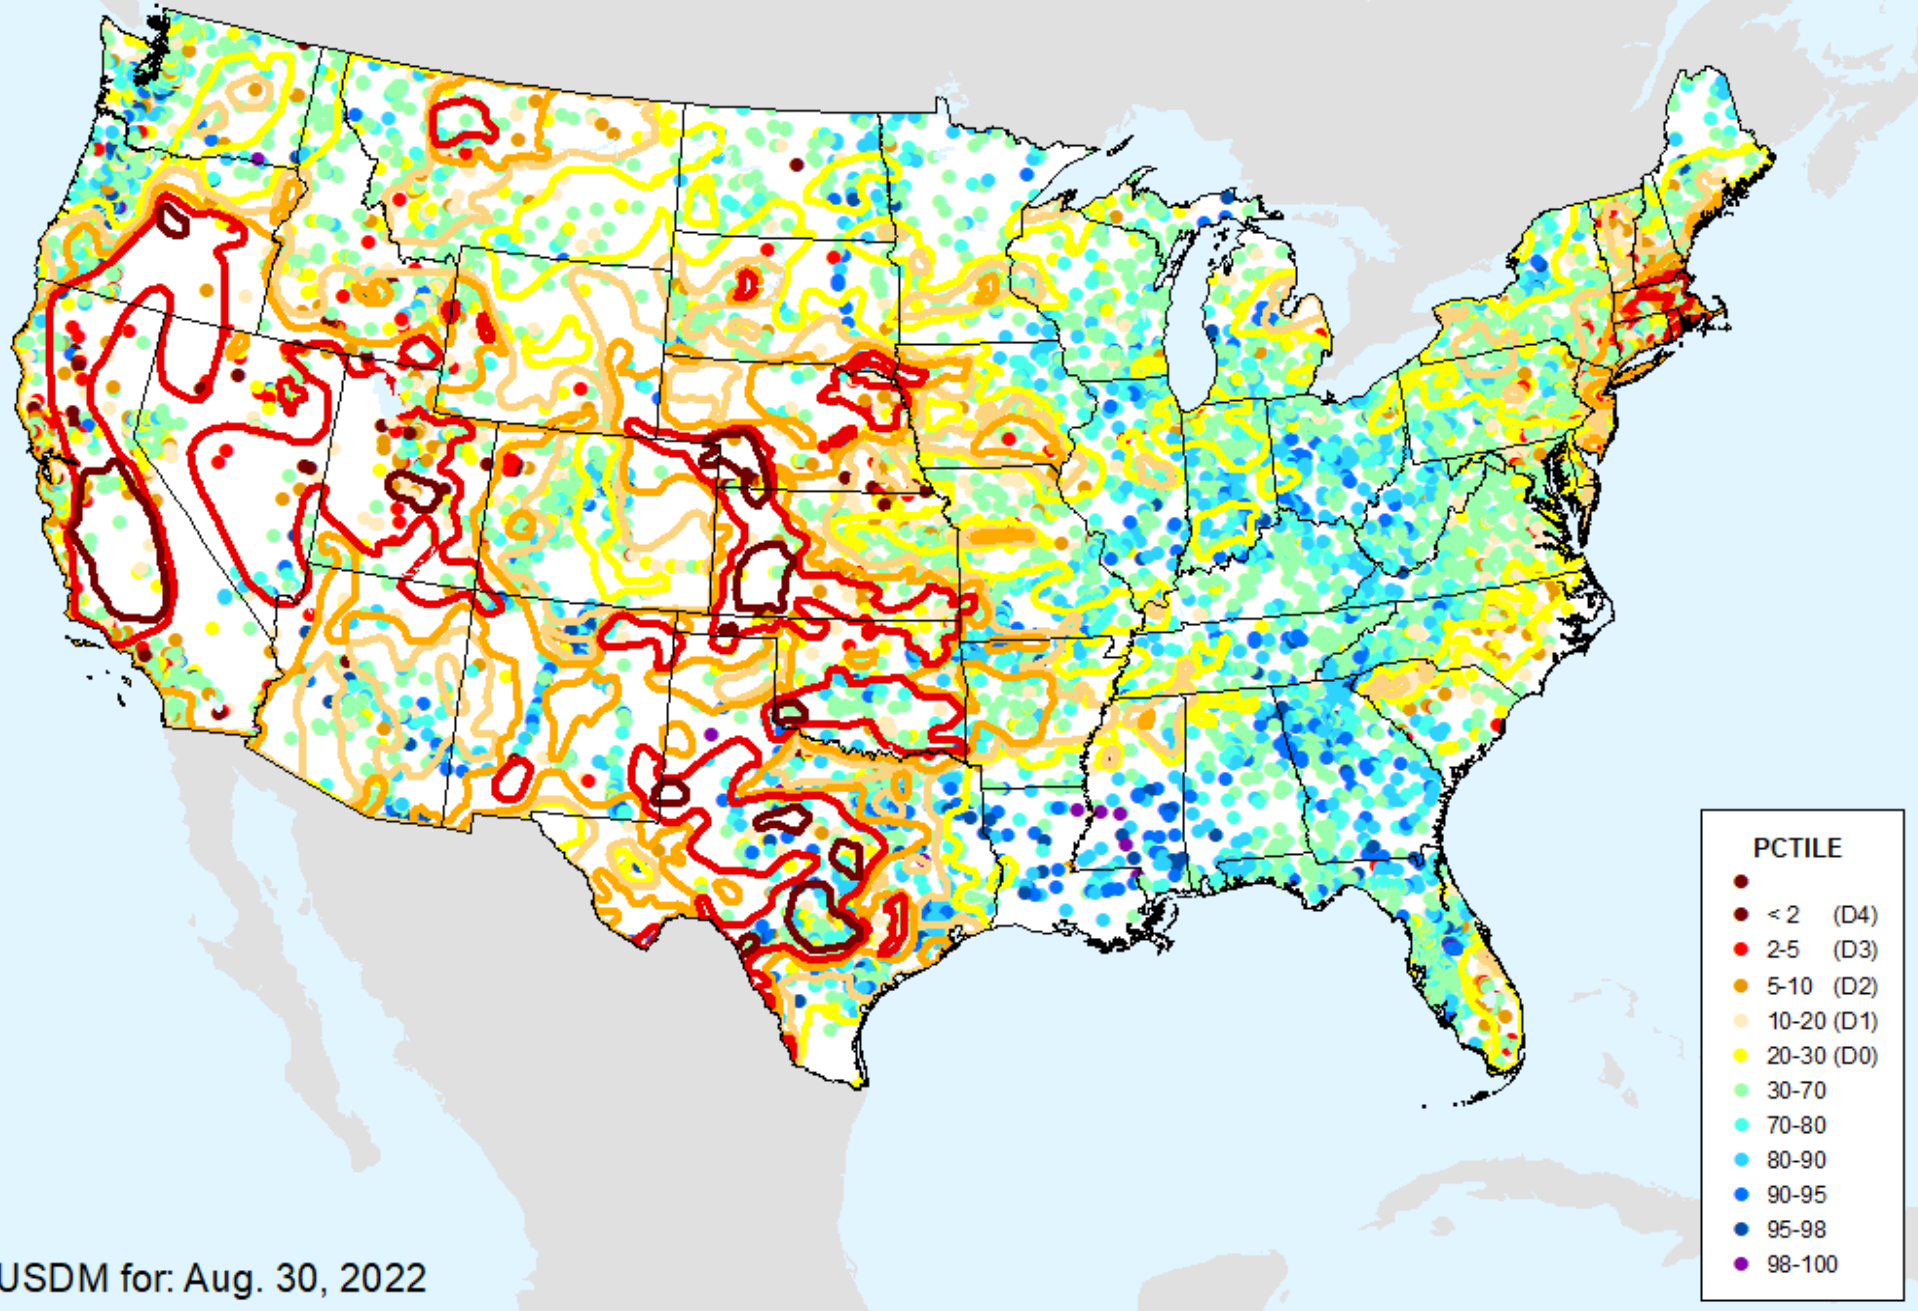 PCTILE
< 2 (D4)
2-5 (D3)
5-10 (D2)
10-20 (D1)
20-30 (D0)
30-70
70-80
80-90
90-95
95-98
98-100
USDM for: Aug. 30, 2022